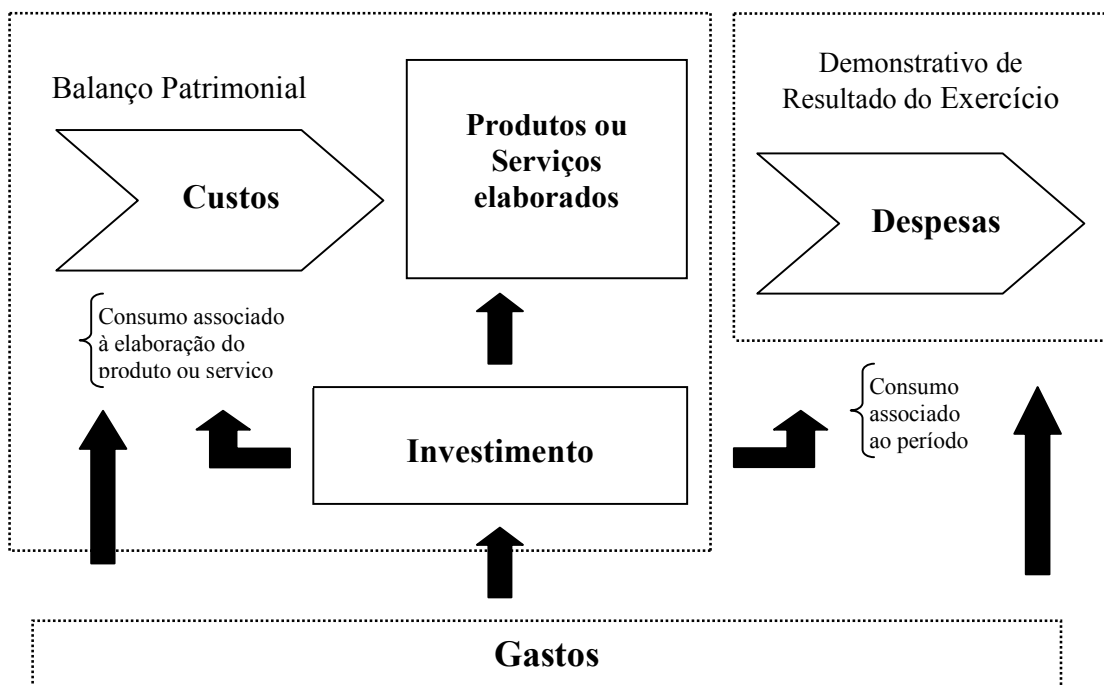 Balanço Patrimonial
Custos
Produtos ou
Serviços
elaborados
Demonstrativo de
Resultado do Exercício
Despesas
Consumo associado
à elaboração do
produto ou serviço
Investimento
Consumo
associado
ao período
Gastos